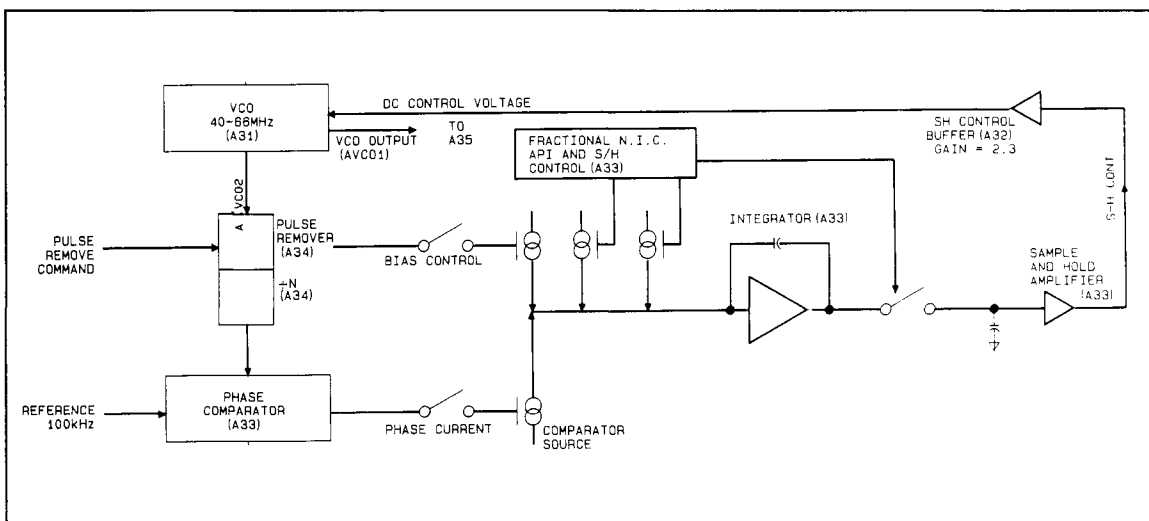 VCO
40-66MHz
(A31)
DC CONTROL VOLTAGE
VCO OUTPUT
(AVCO1)
TO
A35
SH CONTROL
BUFFER (A32)
GAIN = 2.3
FRACTIONAL N.I.C.
API AND S/H
CONTROL (A33)
S-H CONT
AVCO2
PULSE
REMOVE
COMMAND
PULSE
REMOVER
(A34)
÷N
(A34)
BIAS CONTROL
INTEGRATOR (A33)
SAMPLE
AND HOLD
AMPLIFIER
(A33)
REFERENCE
100kHz
PHASE
COMPARATOR
(A33)
PHASE CURRENT
COMPARATOR
SOURCE